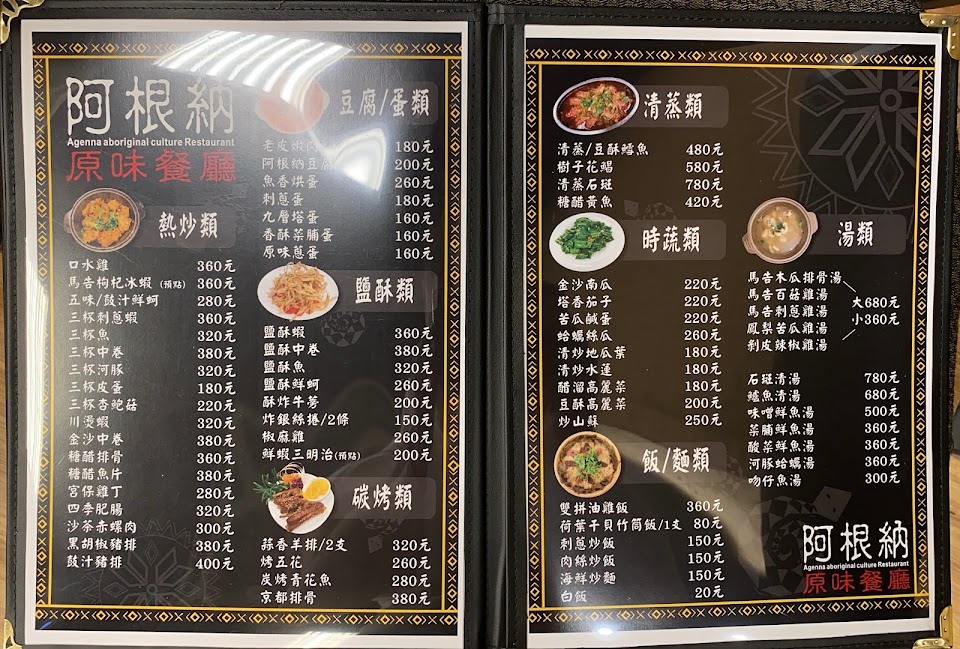 阿根納
Agenna aboriginal culture Restaurant
原味餐廳
熱炒類
口水雞 360元
馬告枸杞冰蝦 (預點) 360元
五味/豉汁鮮蚵 280元
三杯刺蔥蝦 360元
三杯魚 320元
三杯中卷 380元
三杯河豚 320元
三杯皮蛋 180元
三杯杏鮑菇 220元
川燙蝦 320元
金沙中卷 380元
糖醋排骨 360元
糖醋魚片 380元
宮保雞丁 280元
四季肥腸 320元
沙茶赤螺肉 300元
黑胡椒豬排 380元
豉汁豬排 400元
豆腐/蛋類
老皮嫩肉 180元
阿根納豆腐 200元
魚香烘蛋 260元
刺蔥蛋 180元
九層塔蛋 160元
香酥菜脯蛋 160元
原味蔥蛋 160元
鹽酥類
鹽酥蝦 360元
鹽酥中卷 380元
鹽酥魚 320元
鹽酥鮮蚵 260元
酥炸牛蒡 200元
炸銀絲捲/2條 150元
椒麻雞 260元
鮮蝦三明治(預點) 200元
碳烤類
蒜香羊排/2支 320元
烤五花 260元
炭烤青花魚 280元
京都排骨 380元
清蒸類
清蒸/豆酥鱈魚 480元
樹子花鯧 580元
清蒸石斑 780元
糖醋黃魚 420元
時蔬類
金沙南瓜 220元
塔香茄子 220元
苦瓜鹹蛋 220元
蛤蠣絲瓜 260元
清炒地瓜葉 180元
清炒水蓮 180元
醋溜高麗菜 180元
豆酥高麗菜 200元
炒山蘇 250元
飯/麵類
雙拼油雞飯 360元
荷葉干貝竹筒飯/1支 80元
刺蔥炒飯 150元
肉絲炒飯 150元
海鮮炒麵 150元
白飯 20元
湯類
馬告木瓜排骨湯
馬告百菇雞湯
馬告刺蔥雞湯
鳳梨苦瓜雞湯
剝皮辣椒雞湯
大680元
小360元
石斑清湯 780元
鱸魚清湯 680元
味噌鮮魚湯 500元
菜脯鮮魚湯 360元
酸菜鮮魚湯 360元
河豚蛤蠣湯 360元
吻仔魚湯 300元
阿根納
Agenna aboriginal culture Restaurant
原味餐廳